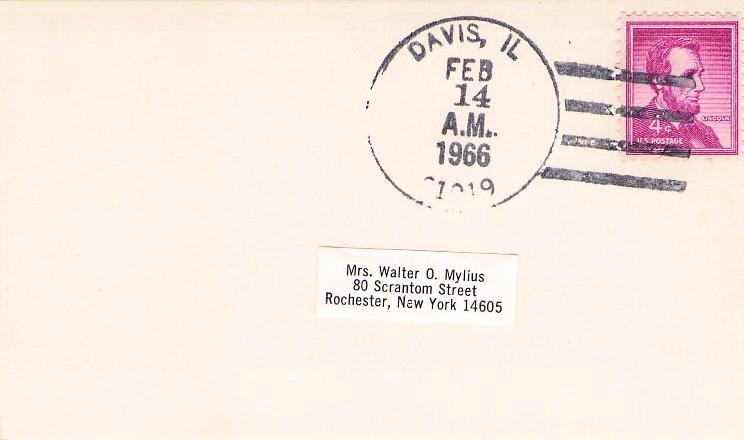 DAVIS, IL
FEB
14
A.M.
1966
LINCOLN
4¢
U.S. POSTAGE
Mrs. Walter O. Mylius
80 Scrantom Street
Rochester, New York 14605